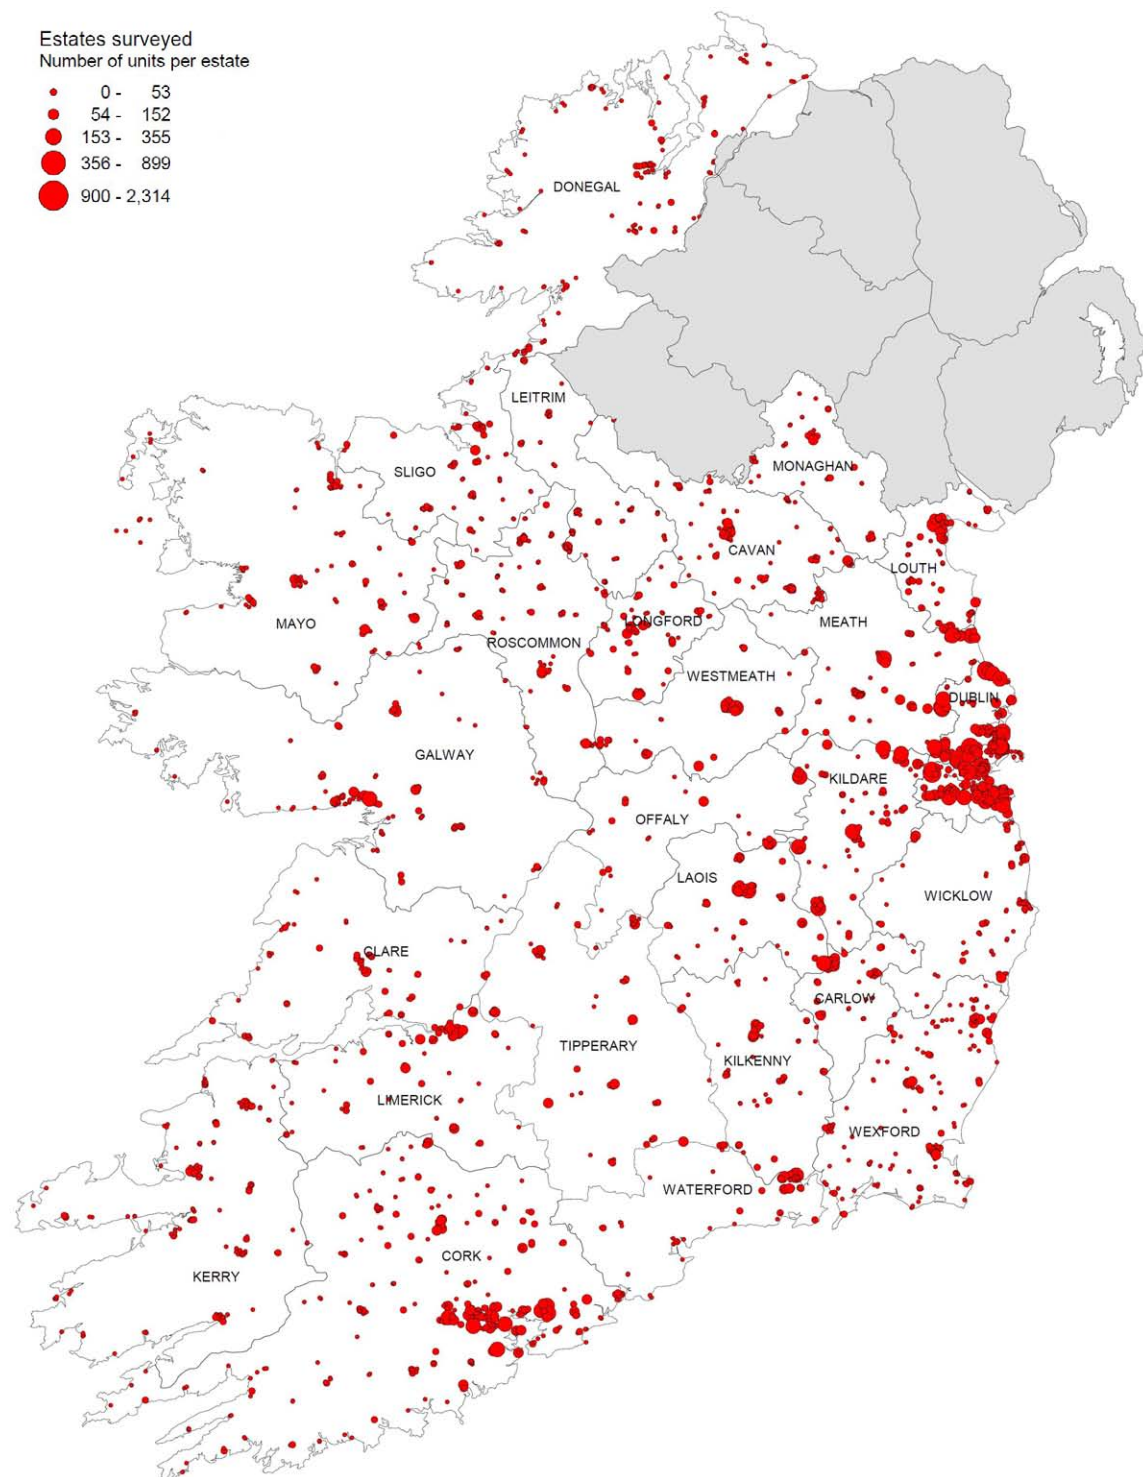 Estates surveyed
Number of units per estate
0 - 53
54 - 152
153 - 355
356 - 899
900 - 2,314
DONEGAL
LEITRIM
SLIGO
MONAGHAN
CAVAN
LOUTH
MAYO
LONGFORD
MEATH
ROSCOMMON
WESTMEATH
DUBLIN
GALWAY
KILDARE
OFFALY
LAOIS
WICKLOW
CLARE
CARLOW
TIPPERARY
KILKENNY
LIMERICK
WEXFORD
WATERFORD
CORK
KERRY